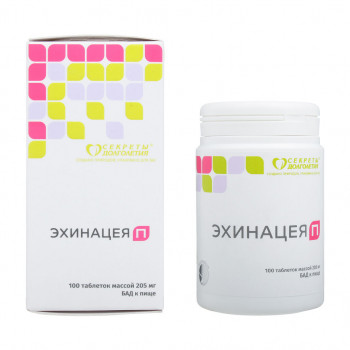 СЕКРЕТЫ
ДОЛГОЛЕТИЯ
ЭХИНАЦЕЯ П
100 таблеток массой 205 мг
БАД к пище
СЕКРЕТЫ
ДОЛГОЛЕТИЯ
ЭХИНАЦЕЯ П
100 таблеток массой 205 мг
БАД к пище